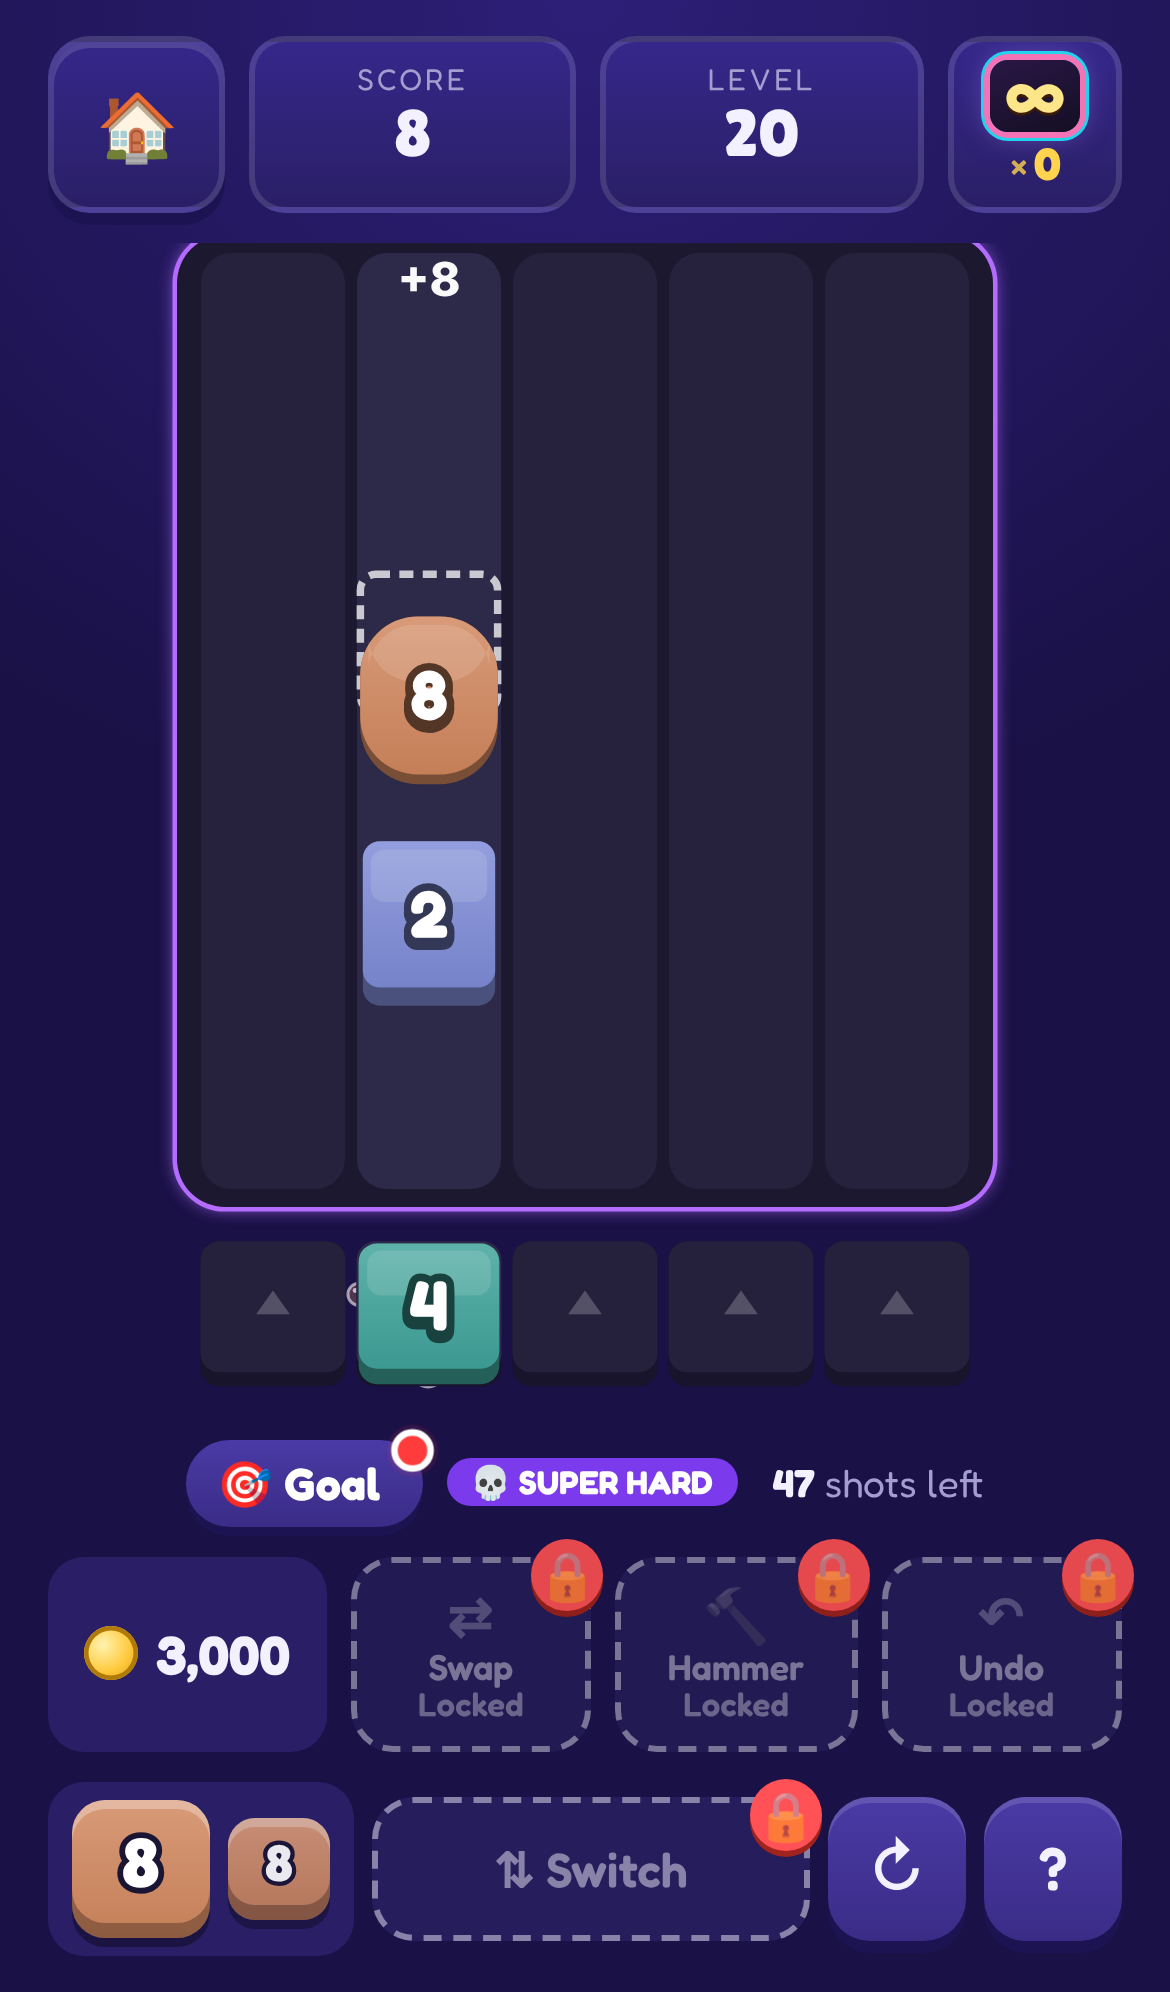 SCORE
8
LEVEL
20
∞
×0
+8
8
2
4
🎯 Goal
💀 SUPER HARD
47 shots left
3,000
⇄
Swap
Locked
Hammer
Locked
↶
Undo
Locked
8
8
⇅ Switch
↻
?